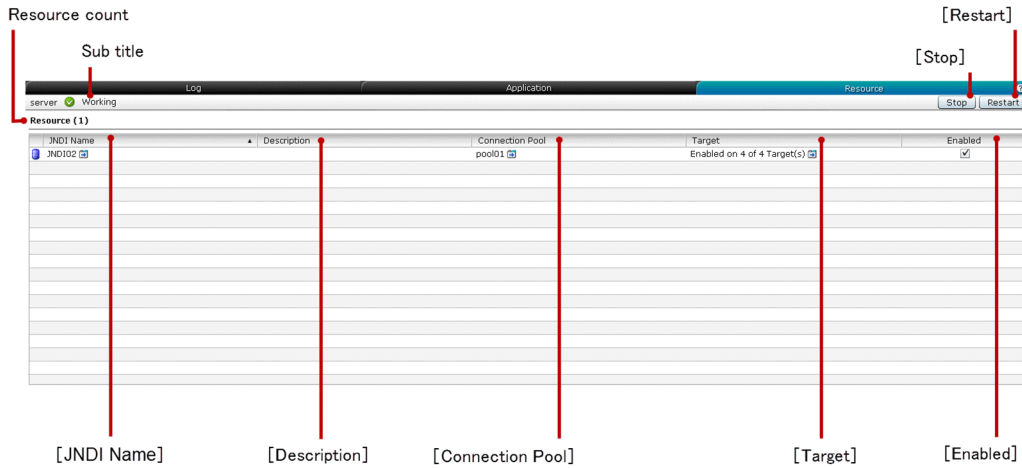 Resource count
[Restart]
Sub title
[Stop]
Log
Application
Resource
?
server Working
Stop
Restart
Resource (1)
JNDI Name
Description
Connection Pool
Target
Enabled
JNDI02
pool01
Enabled on 4 of 4 Target(s)
[JNDI Name]
[Description]
[Connection Pool]
[Target]
[Enabled]